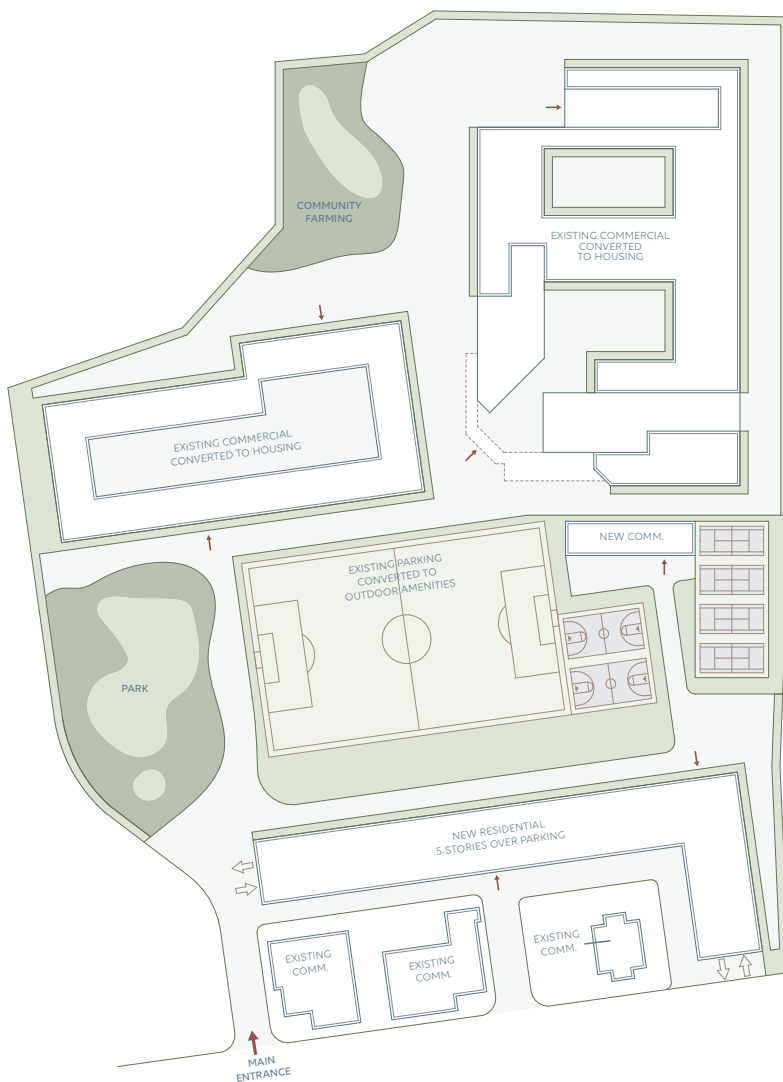 COMMUNITY
FARMING
EXISTING COMMERCIAL
CONVERTED
TO HOUSING
EXISTING COMMERCIAL
CONVERTED TO HOUSING
NEW COMM.
EXISTING PARKING
CONVERTED TO
OUTDOOR AMENITIES
PARK
NEW RESIDENTIAL
5-STORIES OVER PARKING
EXISTING
COMM.
EXISTING
COMM.
EXISTING
COMM.
MAIN
ENTRANCE